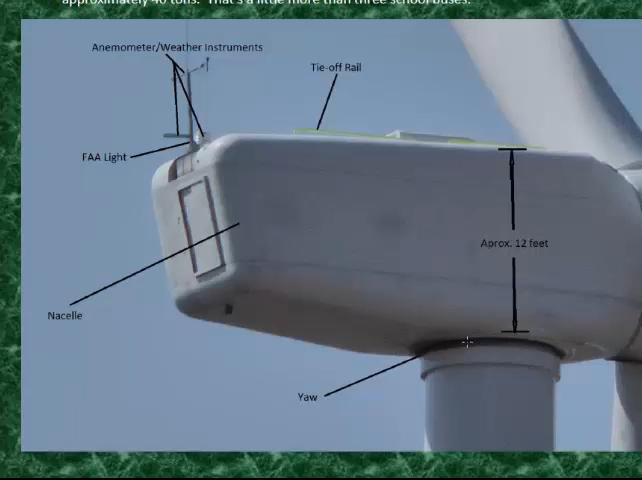 approximately 40 tons. That's a little more than three school buses.
Anemometer/Weather Instruments
Tie-off Rail
FAA Light
Aprox. 12 feet
Nacelle
Yaw